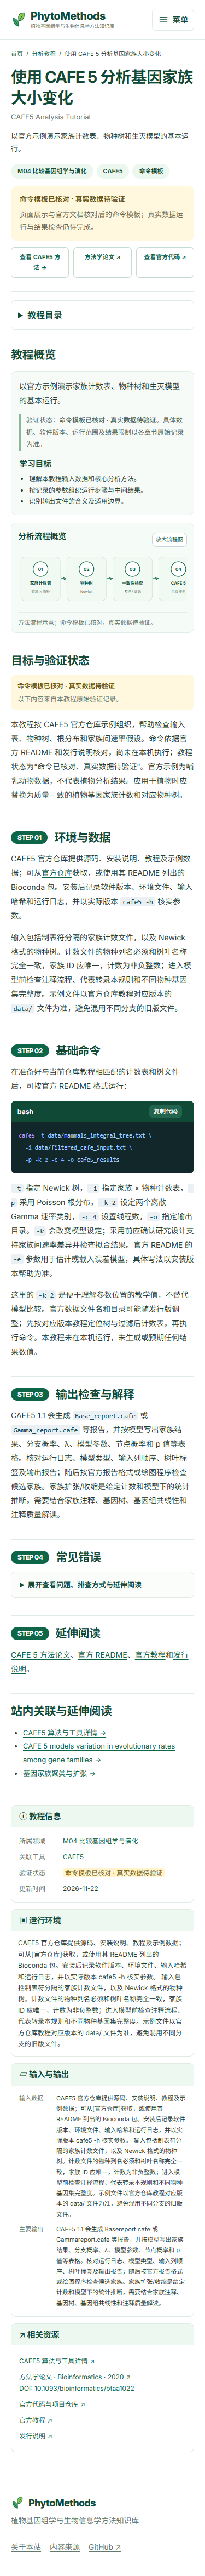 PhytoMethods
植物基因组学与生物信息学方法知识库
菜单
首页 / 分析教程 / 使用 CAFE 5 分析基因家族大小变化
使用 CAFE 5 分析基因家族
大小变化
CAFE5 Analysis Tutorial
以官方示例演示家族计数表、物种树和生灭模型的基本运
行。
M04 比较基因组学与演化
CAFE5
命令模板
命令模板已核对 · 真实数据待验证
页面展示与官方文档核对后的命令模板；真实数据运
行与结果检查仍待完成。
查看 CAFE5 方
法 →
方法学论文 ↗
查看官方代码 ↗
▶ 教程目录
教程概览
以官方示例演示家族计数表、物种树和生灭模型
的基本运行。
验证状态：命令模板已核对 · 真实数据待验证。具体数
据、软件版本、运行范围及结果限制以各章节原始记录
为准。
学习目标
理解本教程输入数据和核心分析方法。
按记录的参数组织运行步骤与中间结果。
识别输出文件的含义及适用边界。
分析流程概览
放大流程图
01
家族计数表
02
物种树
Newick
03
一致性检查
04
CAFE 5
方法流程示意；命令模板已核对 · 真实数据待验证。
目标与验证状态
命令模板已核对 · 真实数据待验证
以下内容来自本教程原始验证记录。
本教程按 CAFE5 官方仓库示例组织，帮助检查输入
表、物种树、根分布和家族间速率假设。命令依据官
方 README 和发行说明核对，尚未在本机执行；教程
状态为“命令已核对、真实数据待验证”。官方示例为哺
乳动物数据，不代表植物分析结果。应用于植物时应
替换为质量一致的植物基因家族计数和对应物种树。
STEP 01 环境与数据
CAFE5 官方仓库提供源码、安装说明、教程及示例数
据；可从官方仓库获取，或使用其 README 列出的
Bioconda 包。安装后记录软件版本、环境文件、输入
哈希和运行日志，并以实际版本 cafe5 -h 核实参
数。
输入包括制表符分隔的家族计数文件，以及 Newick
格式的物种树。计数文件的物种列名必须和树叶名称
完全一致，家族 ID 应唯一，计数为非负整数；进入模
型前检查注释流程、代表转录本规则和不同物种基因
集完整度。示例文件以官方仓库对应教程发布的
data/ 文件为准，避免混用不同分支的旧版文件。
STEP 02 基础命令
在准备好与当前仓库教程相匹配的计数表和树文件
后，可按官方 README 格式运行：
bash
复制代码
cafe5 -t data/mammals_integral_tree.txt \
-i data/filtered_cafe_input.txt \
-p -k 2 -c 4 -o cafe5_results
-t 指定 Newick 树，-i 指定家族 × 物种计数表，-
p 采用 Poisson 根分布，-k 2 设定两个离散
Gamma 速率类别，-c 4 设置线程数，-o 指定输出
目录。-k 会改变模型设定；采用前应确认研究设计支
持家族间速率差异并检查拟合结果。官方 README 的
-e 参数用于估计或载入误差模型，具体写法以安装版
本帮助为准。
这里的 -k 2 是便于理解参数位置的教学值，不替代
模型比较。官方数据文件名和目录可能随发行版调
整；先按对应版本教程定位树与过滤后计数表，再执
行命令。本教程未在本机运行，未生成或预期任何结
果数值。
STEP 03 输出检查与解释
CAFE5 1.1 会生成 Base_report.cafe 或
Gamma_report.cafe 等报告，并按模型写出家族结
果、分支概率、λ、模型参数、节点概率和 p 值等表
格。核对运行日志、模型类型、输入列顺序、树叶标
签及输出报告；随后按官方报告格式或绘图程序检查
候选家族。家族扩张/收缩是给定计数和模型下的统计
推断，需要结合家族注释、基因树、基因组共线性和
注释质量解读。
STEP 04 常见错误
▶ 展开查看问题、排查方式与延伸阅读
STEP 05 延伸阅读
CAFE 5 方法论文、官方 README、官方教程和发行
说明。
站内关联与延伸阅读
CAFE5 算法与工具详情 →
CAFE 5 models variation in evolutionary rates
among gene families →
基因家族聚类与扩张 →
教程信息
所属领域 M04 比较基因组学与演化
关联工具 CAFE5
验证状态 命令模板已核对 · 真实数据待验证
更新时间 2026-11-22
运行环境
CAFE5 官方仓库提供源码、安装说明、教程及示例数据；
可从[官方仓库]获取，或使用其 README 列出的
Bioconda 包。安装后记录软件版本、环境文件、输入哈希
和运行日志，并以实际版本 cafe5 -h 核实参数。 输入包括制
表符分隔的家族计数文件，以及 Newick 格式的物种
树。计数文件的物种列名必须和树叶名称完全一致，家族
ID 应唯一，计数为非负整数；进入模型前检查注释流程、
代表转录本规则和不同物种基因集完整度。示例文件以官
方仓库对应教程发布的 data/ 文件为准，避免混用不同分
支的旧版文件。
输入与输出
输入数据
CAFE5 官方仓库提供源码、安装说明、教程及示
例数据；可从[官方仓库]获取，或使用其
README 列出的 Bioconda 包。安装后记录软件
版本、环境文件、输入哈希和运行日志，并以实
际版本 cafe5 -h 核实参数。 输入包括制表符分
隔的家族计数文件，以及 Newick 格式的物种
树。计数文件的物种列名必须和树叶名称完全一
致，家族 ID 应唯一，计数为非负整数；进入模
型前检查注释流程、代表转录本规则和不同物种
基因集完整度。示例文件以官方仓库对应教程发
布的 data/ 文件为准，避免混用不同分支的旧版
文件。
主要输出
CAFE5 1.1 会生成 Basereport.cafe 或
Gammareport.cafe 等报告，并按模型写出家族
结果、分支概率、λ、模型参数、节点概率和 p
值等表格。核对运行日志、模型类型、输入列顺
序、树叶标签及输出报告；随后按官方报告格式
或绘图程序检查候选家族。家族扩张/收缩是给定
计数和模型下的统计推断，需要结合家族注释、
基因树、基因组共线性和注释质量解读。
↗ 相关资源
CAFE5 算法与工具详情 ↗
方法学论文 · Bioinformatics · 2020 ↗
DOI: 10.1093/bioinformatics/btaa1022
官方代码与项目仓库 ↗
官方教程 ↗
发行说明 ↗
PhytoMethods
植物基因组学与生物信息学方法知识库
关于本站 内容来源 GitHub ↗